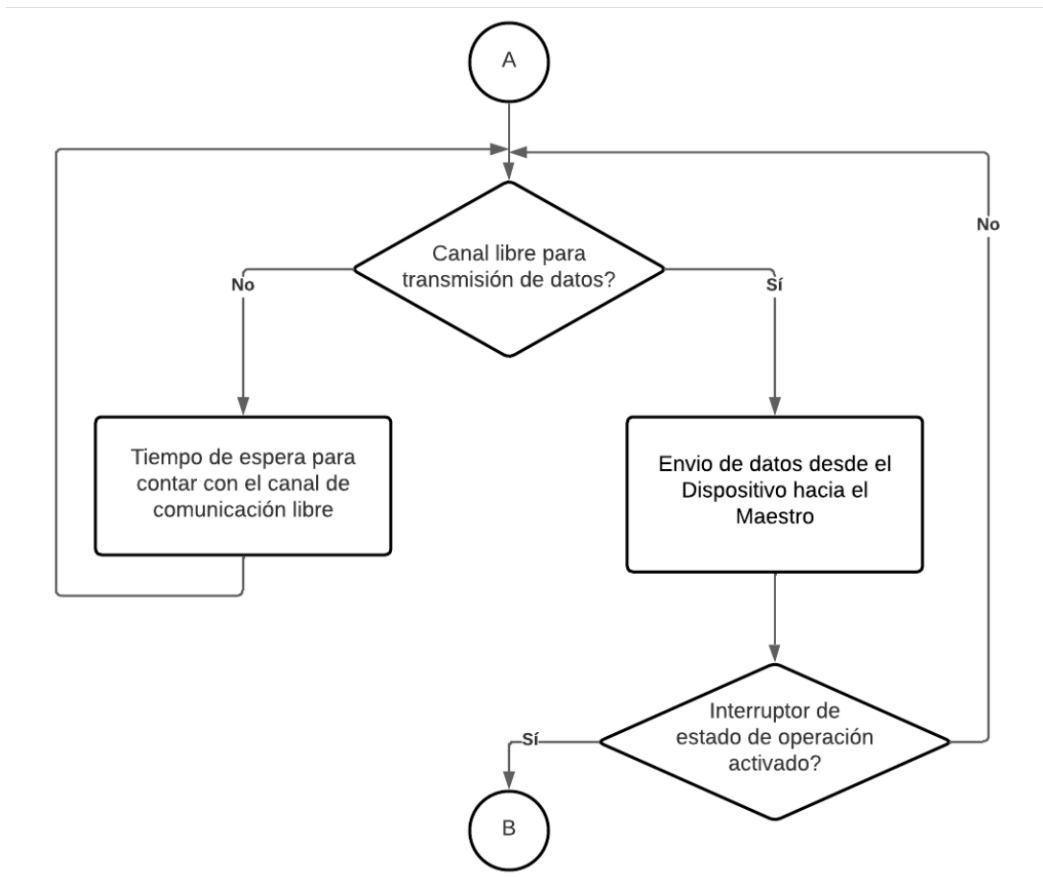 A
No
Canal libre para
transmisión de datos?
No
Sí
Tiempo de espera para
contar con el canal de
comunicación libre
Envio de datos desde el
Dispositivo hacia el
Maestro
Interruptor de
estado de operación
activado?
Sí
B